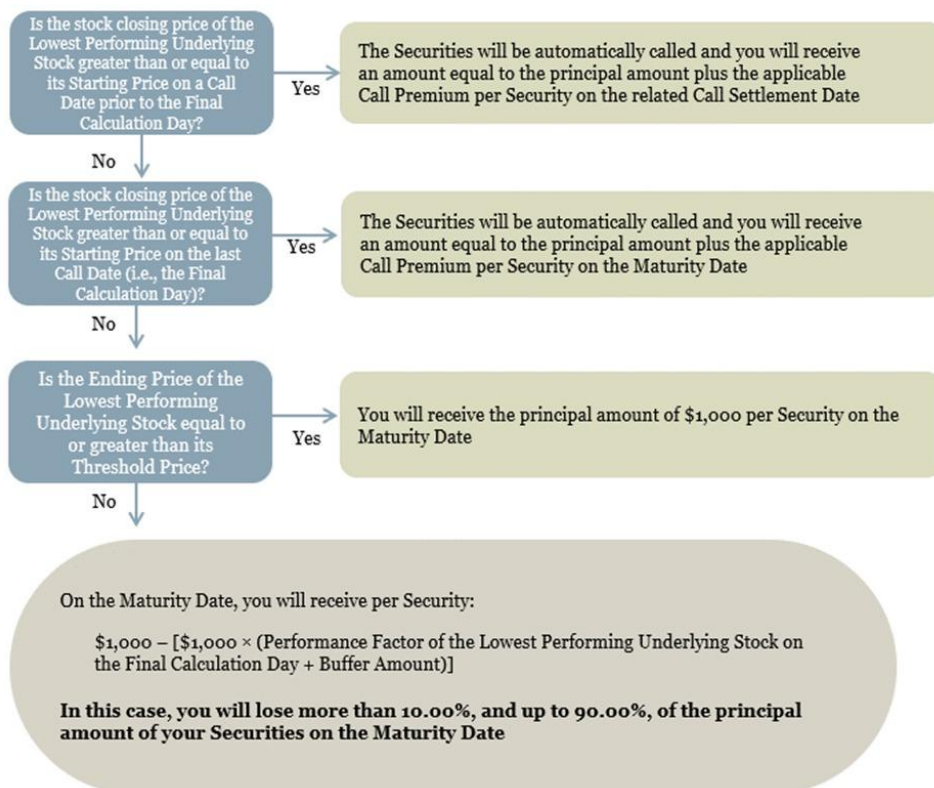 Is the stock closing price of the
Lowest Performing Underlying
Stock greater than or equal to
its Starting Price on a Call
Date prior to the Final
Calculation Day?
Yes
The Securities will be automatically called and you will receive
an amount equal to the principal amount plus the applicable
Call Premium per Security on the related Call Settlement Date
No
Is the stock closing price of the
Lowest Performing Underlying
Stock greater than or equal to
its Starting Price on the last
Call Date (i.e., the Final
Calculation Day)?
Yes
The Securities will be automatically called and you will receive
an amount equal to the principal amount plus the applicable
Call Premium per Security on the Maturity Date
No
Is the Ending Price of the
Lowest Performing
Underlying Stock equal to
or greater than its
Threshold Price?
Yes
You will receive the principal amount of $1,000 per Security on the
Maturity Date
No
On the Maturity Date, you will receive per Security:
$1,000 – [$1,000 × (Performance Factor of the Lowest Performing Underlying Stock on
the Final Calculation Day + Buffer Amount)]
In this case, you will lose more than 10.00%, and up to 90.00%, of the principal
amount of your Securities on the Maturity Date